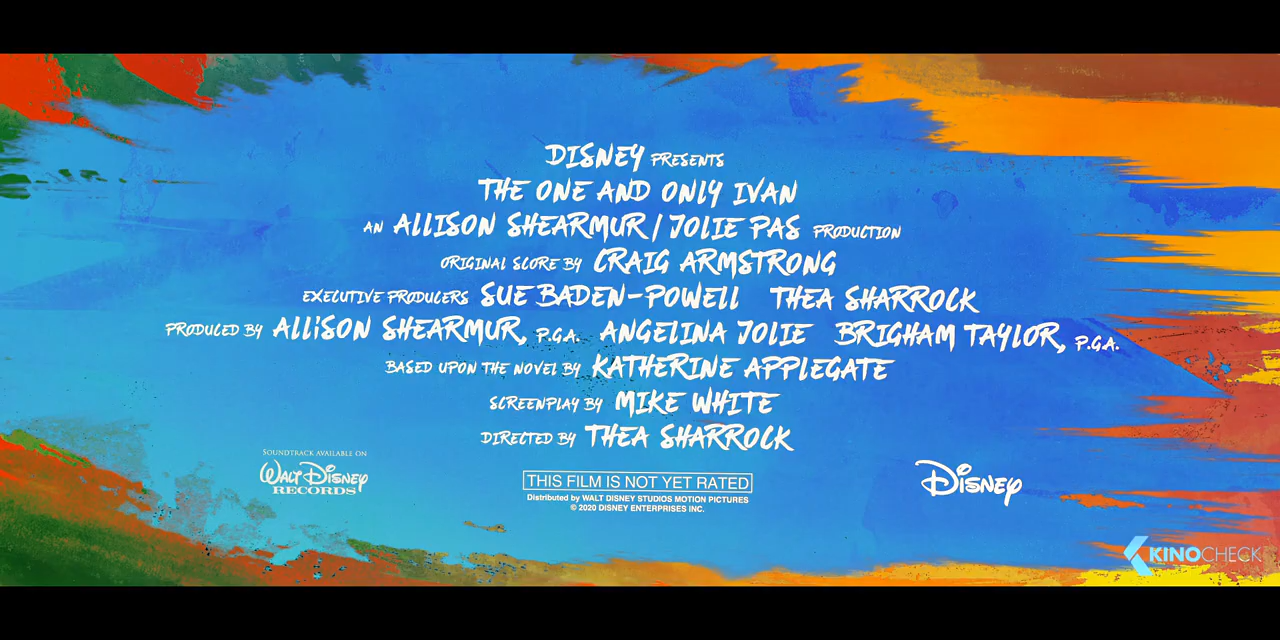 DISNEY PRESENTS
THE ONE AND ONLY IVAN
AN ALLISON SHEARMUR / JOLIE PAS PRODUCTION
ORIGINAL SCORE BY CRAIG ARMSTRONG
EXECUTIVE PRODUCERS SUE BADEN-POWELL THEA SHARROCK
PRODUCED BY ALLiSON SHEARMUR, P.G.A. ANGELINA JOLIE BRIGHAM TAYLOR, P.G.A.
BASED UPON THE NOVEL BY KATHERINE APPLEGATE
SCREENPLAY BY MIKE WHITE
DIRECTED BY THEA SHARROCK
SOUNDTRACK AVAILABLE ON
WALT DISNEY
RECORDS
THIS FILM IS NOT YET RATED
Distributed by WALT DISNEY STUDIOS MOTION PICTURES
© 2020 DISNEY ENTERPRISES INC.
Disney
KINOCHECK